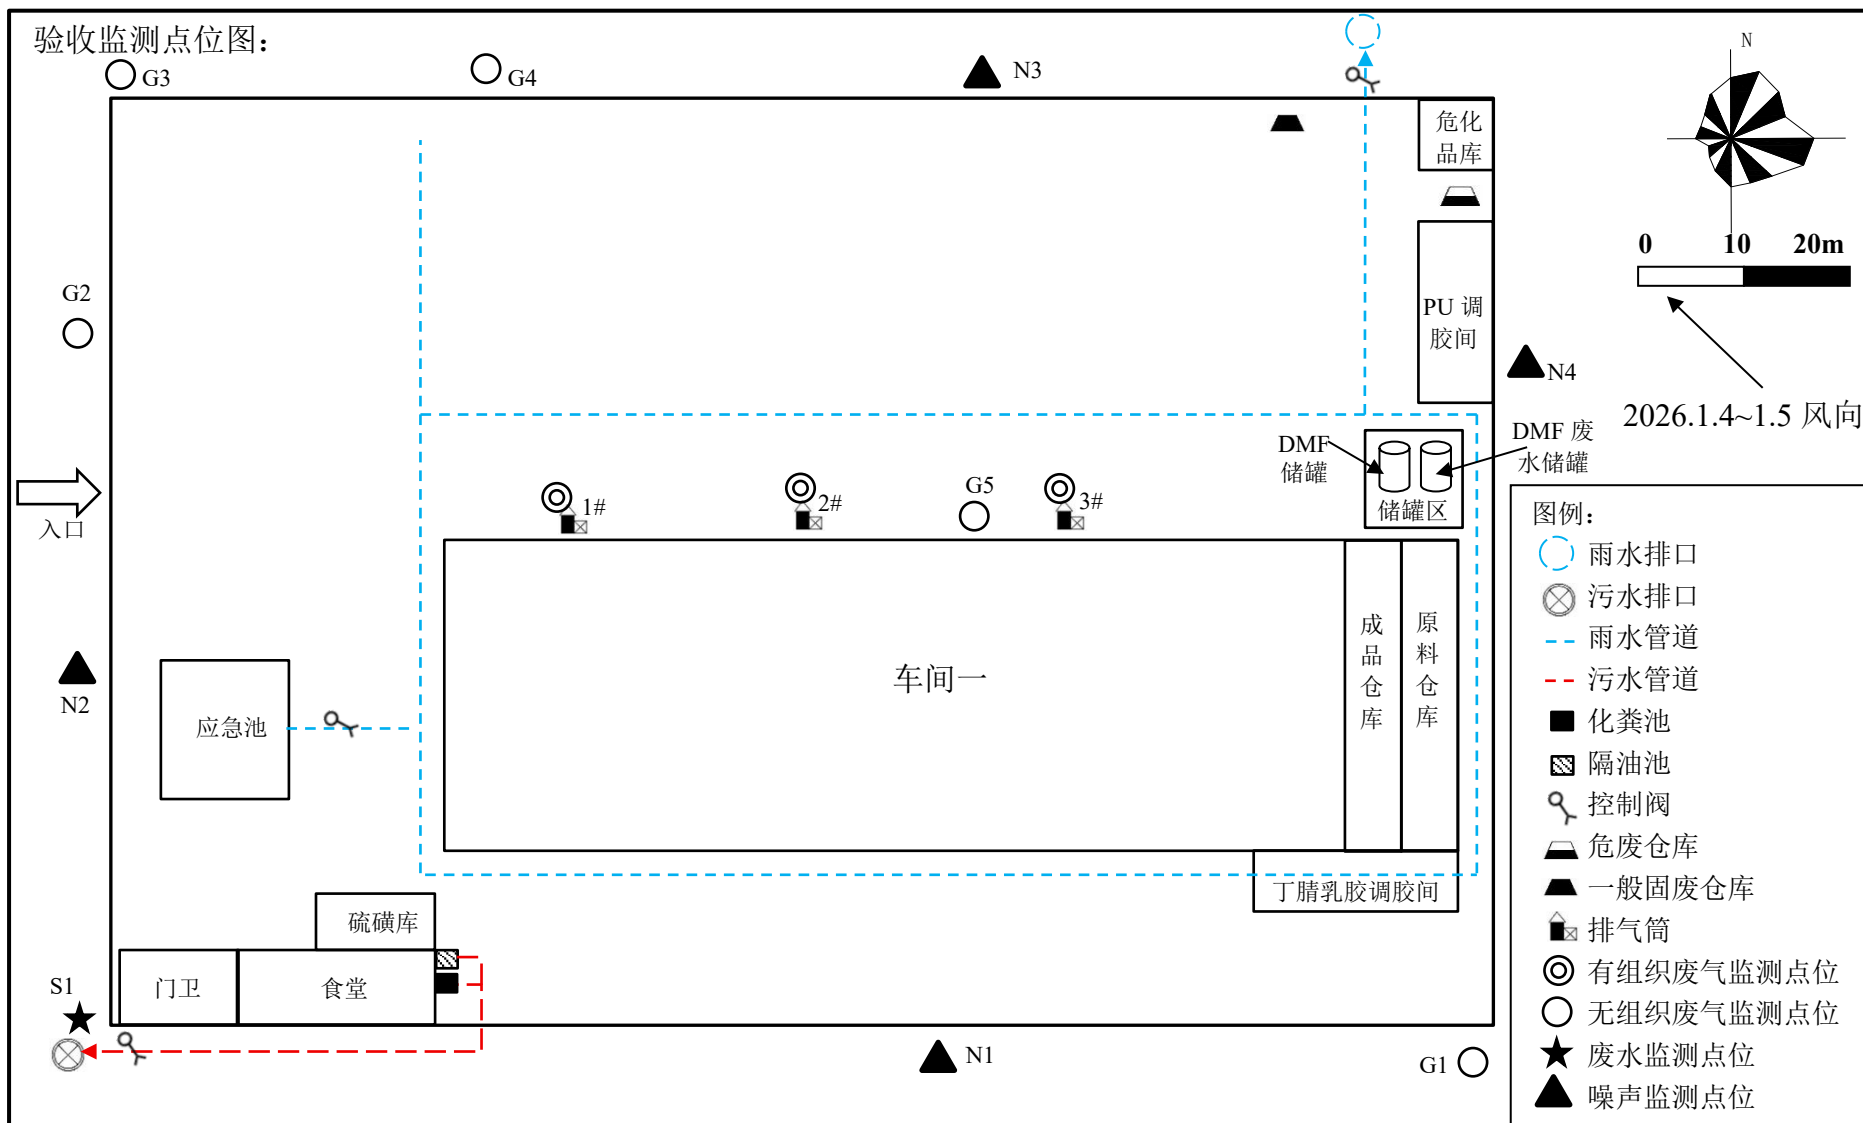 验收监测点位图：
G3
G4
N3
N
危化
品库
0 10 20m
G2
PU 调
胶间
N4
2026.1.4~1.5 风向
DMF
储罐
DMF 废
水储罐
储罐区
入口
1#
2#
G5
3#
图例：
雨水排口
污水排口
雨水管道
污水管道
化粪池
隔油池
控制阀
危废仓库
一般固废仓库
排气筒
有组织废气监测点位
无组织废气监测点位
废水监测点位
噪声监测点位
成
品
仓
库
原
料
仓
库
车间一
N2
应急池
丁腈乳胶调胶间
硫磺库
门卫
食堂
S1
N1
G1